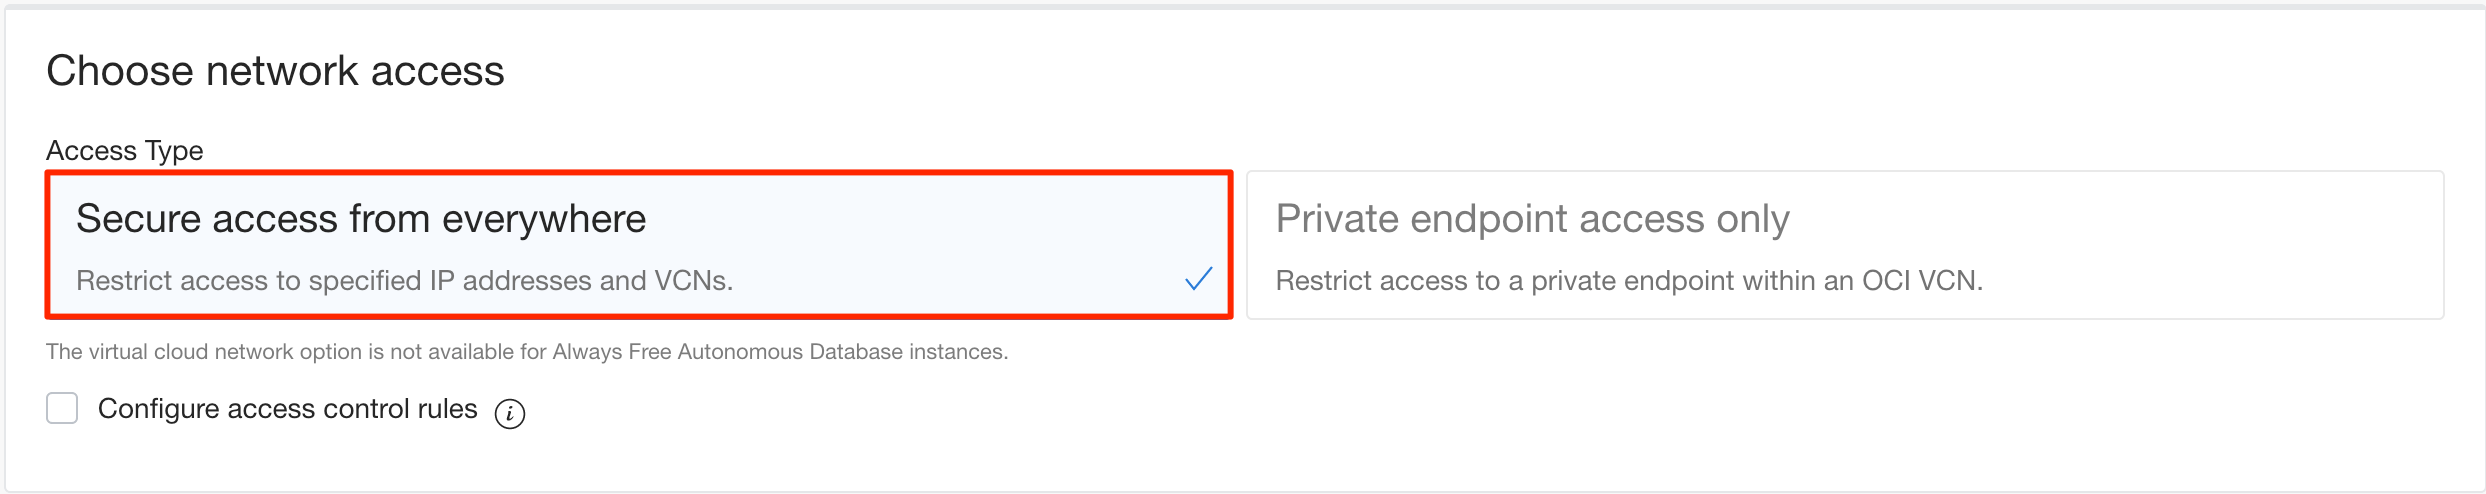 Choose network access
Access Type
Secure access from everywhere
Restrict access to specified IP addresses and VCNs.
Private endpoint access only
Restrict access to a private endpoint within an OCI VCN.
The virtual cloud network option is not available for Always Free Autonomous Database instances.
Configure access control rules i